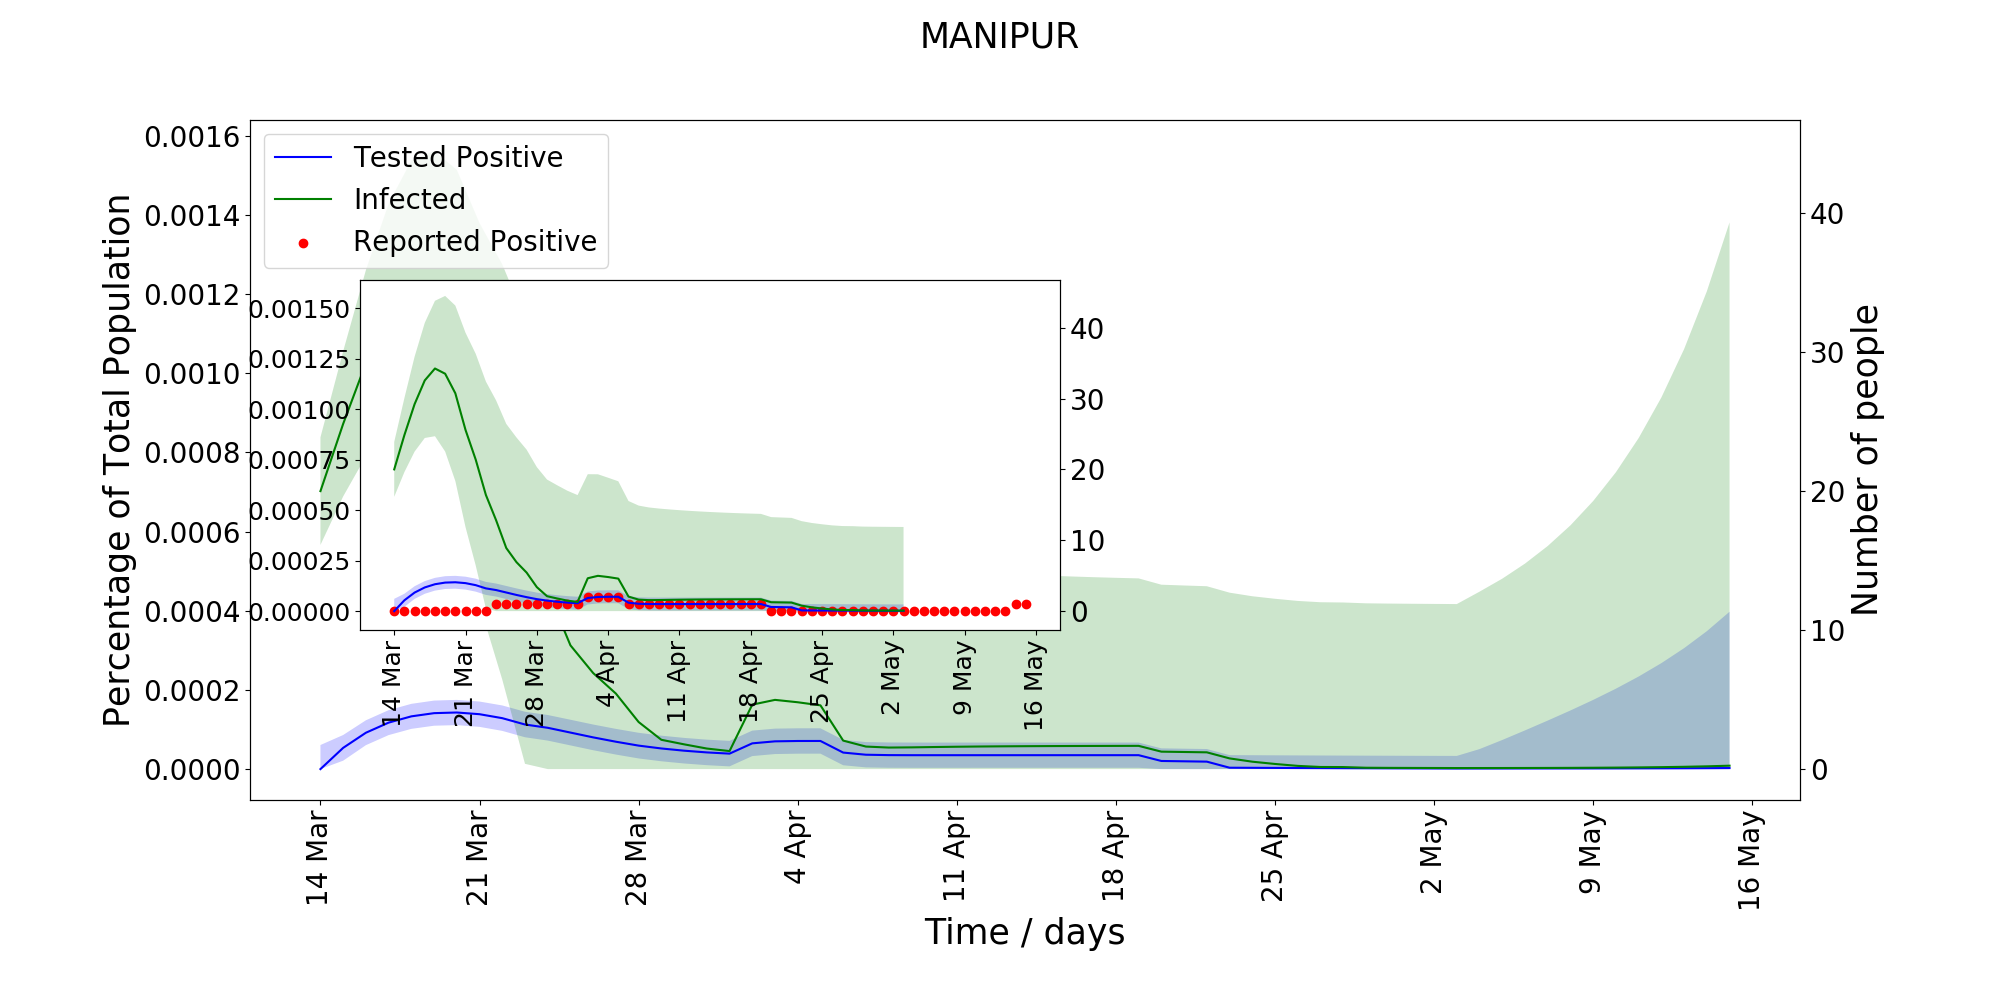 MANIPUR
Tested Positive
Infected
Reported Positive
Percentage of Total Population
0.0016
0.0014
0.0012
0.0010
0.0008
0.0006
0.0004
0.0002
0.0000
0.00150
0.00125
0.00100
0.00075
0.00050
0.00025
0.00000
40
30
20
10
0
14 Mar
21 Mar
28 Mar
4 Apr
11 Apr
18 Apr
25 Apr
2 May
9 May
16 May
40
30
20
10
0
Number of people
14 Mar
21 Mar
28 Mar
4 Apr
11 Apr
18 Apr
25 Apr
2 May
9 May
16 May
Time / days